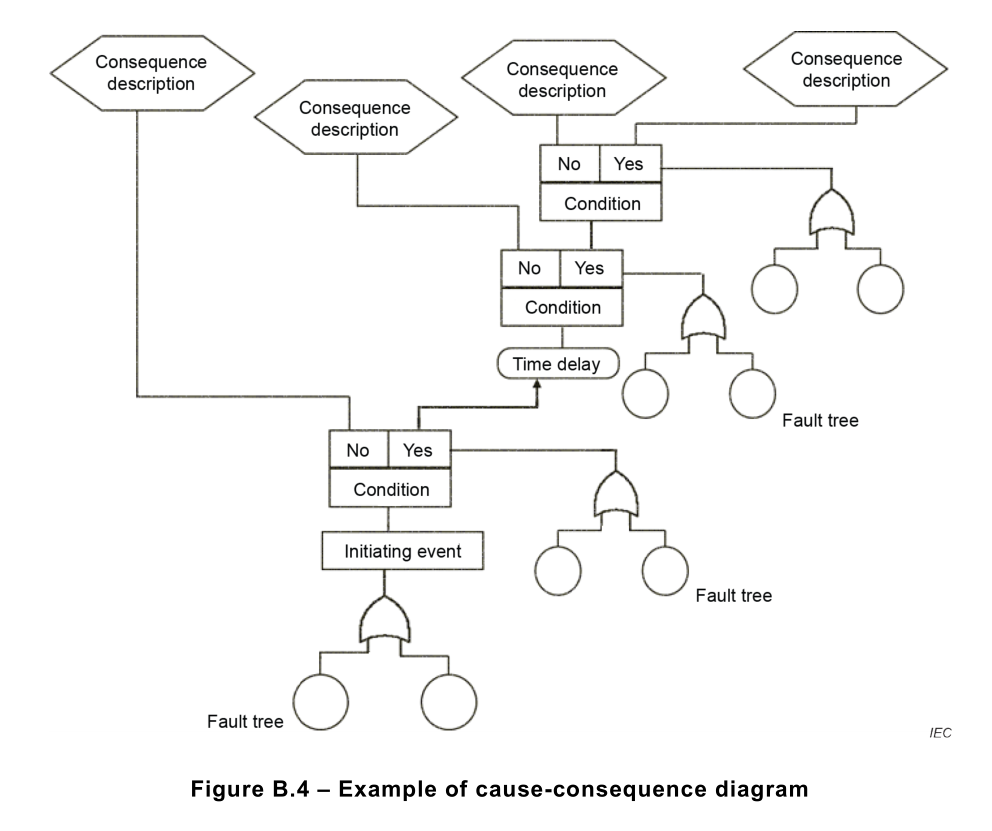 Consequence
description
Consequence
description
Consequence
description
Consequence
description
No
Yes
Condition
No
Yes
Condition
Time delay
Fault tree
No
Yes
Condition
Initiating event
Fault tree
Fault tree
IEC
Figure B.4 – Example of cause-consequence diagram